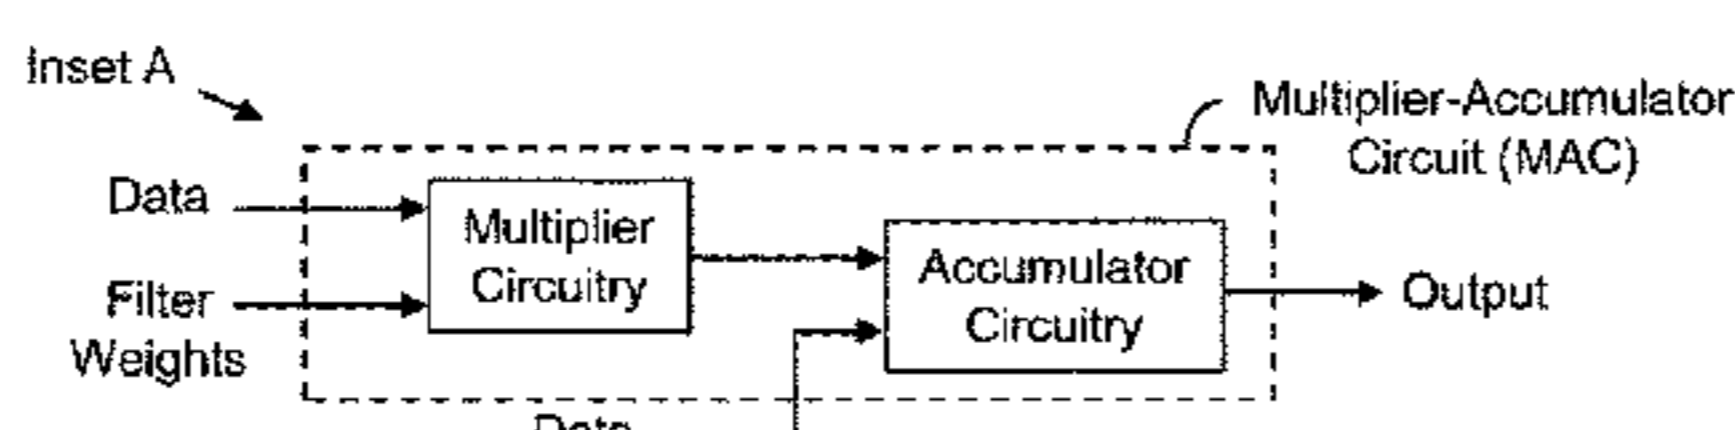 Inset A
Multiplier-Accumulator
Circuit (MAC)
Data
Multiplier
Circuitry
Filter
Weights
Accumulator
Circuitry
Output